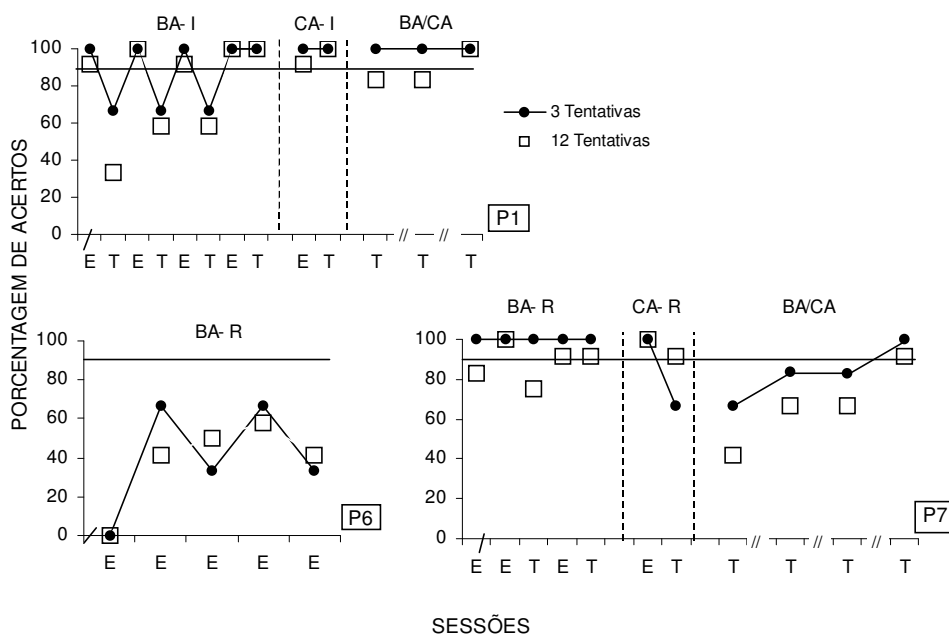 PORCENTAGEM DE ACERTOS
BA- I CA- I BA/CA
100
80
60
40
20
0
E T E T E T E T E T T // T // T
3 Tentativas
12 Tentativas
P1
BA- R
100
80
60
40
20
0
E E E E E
P6
BA- R CA- R BA/CA
100
80
60
40
20
0
E E T E T E T T // T // T // T
P7
SESSÕES